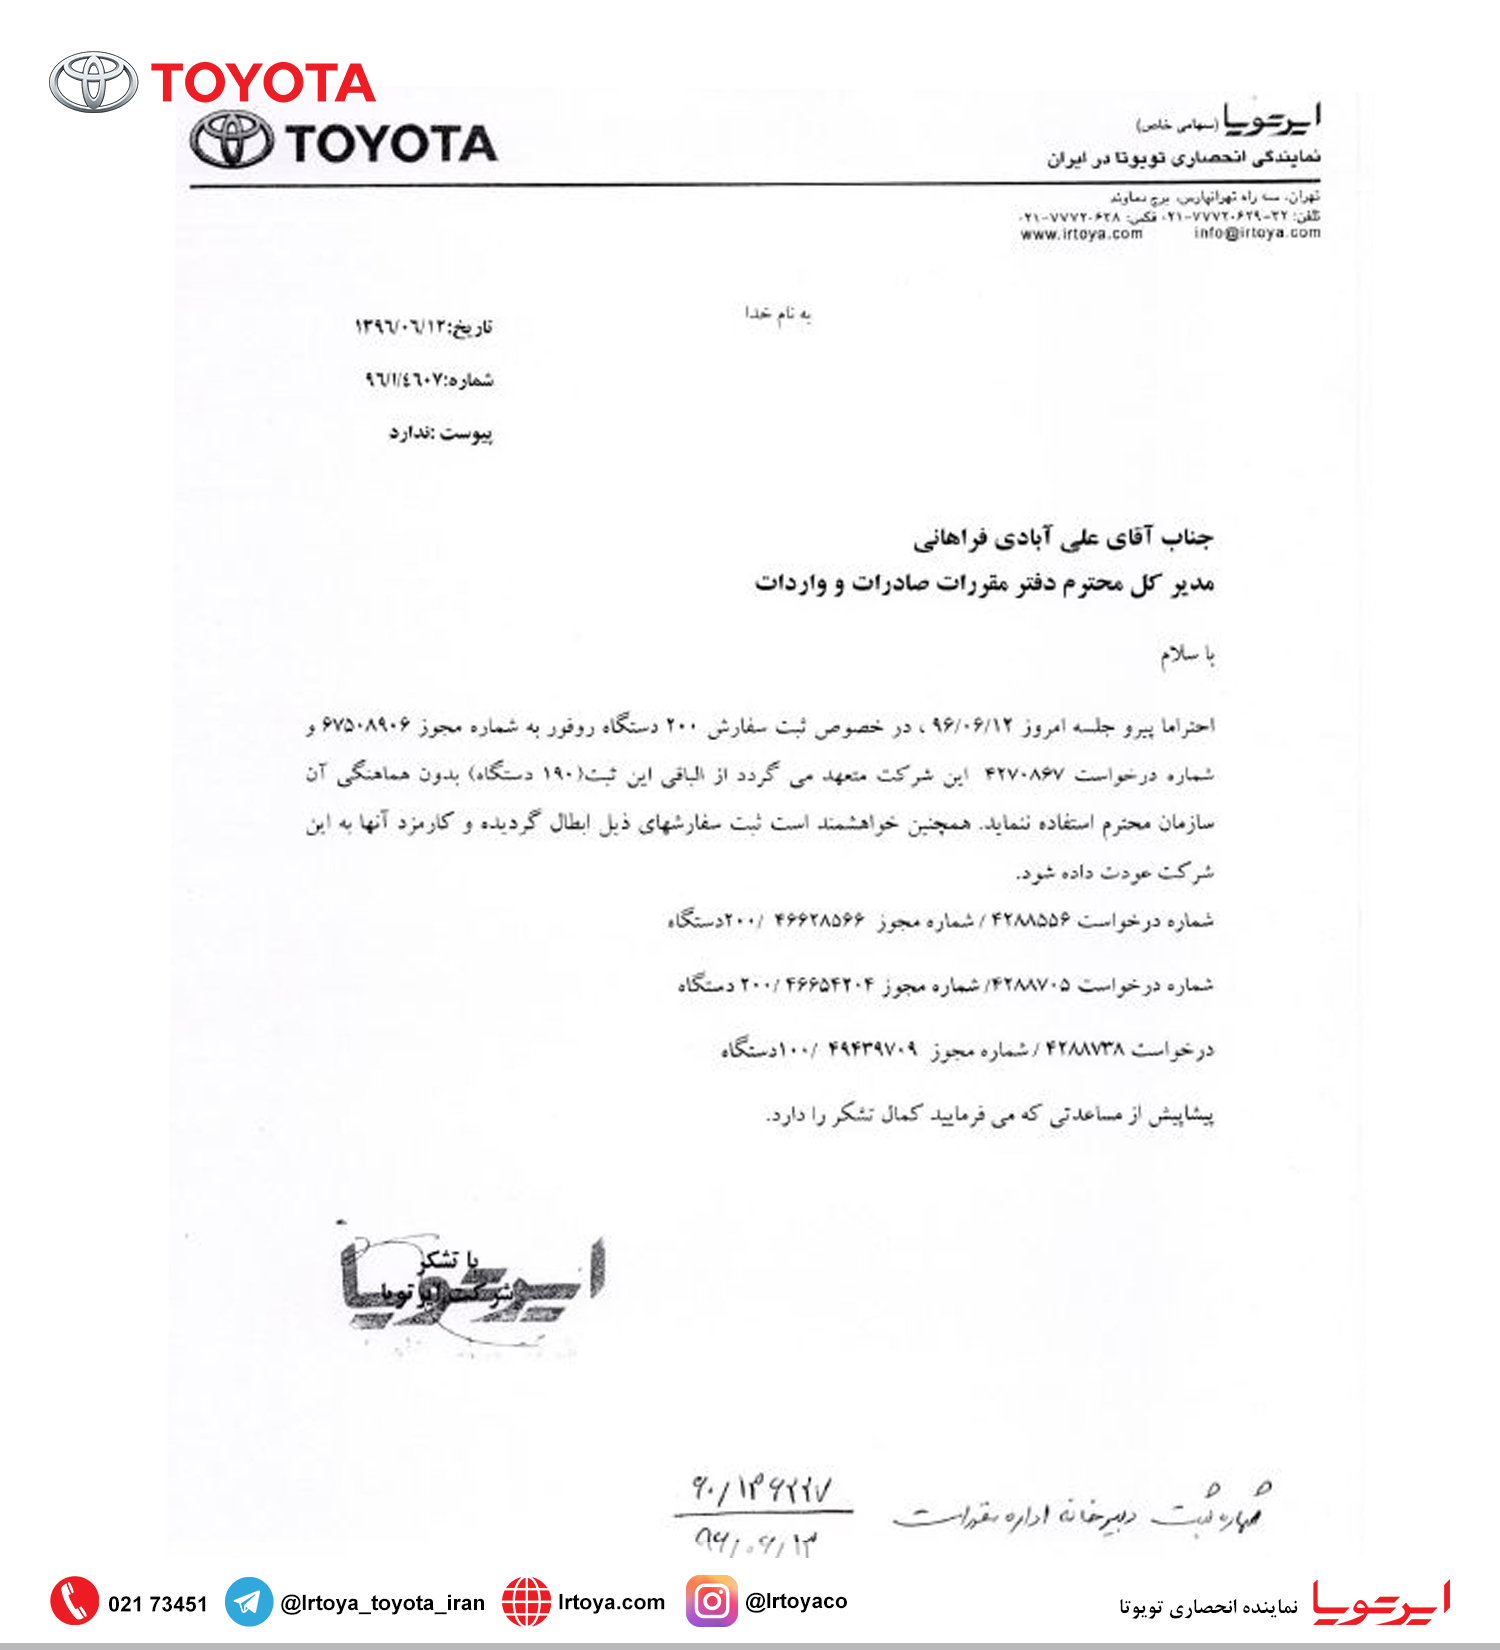 TOYOTA
TOYOTA
ایرتویا (سهامی خاص)
نمایندگی انحصاری تویوتا در ایران
تهران، سه راه تهرانپارس، برج دماوند
تلفن: ۳۲-۰۲۱-۷۷۷۲۰۶۲۹ فکس: ۰۲۱-۷۷۷۲۰۶۲۸
www.irtoya.com info@irtoya.com
به نام خدا
تاریخ:۱۳۹٦/۰٦/۱۲
شماره:۹٦/۱/٤٦۰۷
پیوست :ندارد
جناب آقای علی آبادی فراهانی
مدیر کل محترم دفتر مقررات صادرات و واردات
با سلام
احتراما پیرو جلسه امروز ۹۶/۰۶/۱۲ ، در خصوص ثبت سفارش ۲۰۰ دستگاه روفور به شماره مجوز ۶۷۵۰۸۹۰۶ و
شماره درخواست ۴۲۷۰۸۶۷ این شرکت متعهد می گردد از الباقی این ثبت(۱۹۰ دستگاه) بدون هماهنگی آن
سازمان محترم استفاده ننماید. همچنین خواهشمند است ثبت سفارشهای ذیل ابطال گردیده و کارمزد آنها به این
شرکت عودت داده شود.
شماره درخواست ۴۲۸۸۵۵۶ / شماره مجوز ۴۶۶۲۸۵۶۶ /۲۰۰دستگاه
شماره درخواست ۴۲۸۸۷۰۵/ شماره مجوز ۴۶۶۵۴۲۰۴ /۲۰۰ دستگاه
درخواست ۴۲۸۸۷۳۸ / شماره مجوز ۴۹۴۳۹۷۰۹ /۱۰۰دستگاه
پیشاپیش از مساعدتی که می فرمایید کمال تشکر را دارد.
با تشکر
شرکت ایرتویا
ایرتویا
شماره ثبت دبیرخانه اداره مقررات
۹۶/۰۶/۱۳
021 73451 @Irtoya_toyota_iran Irtoya.com @Irtoyaco
نماینده انحصاری تویوتا ایرتویا